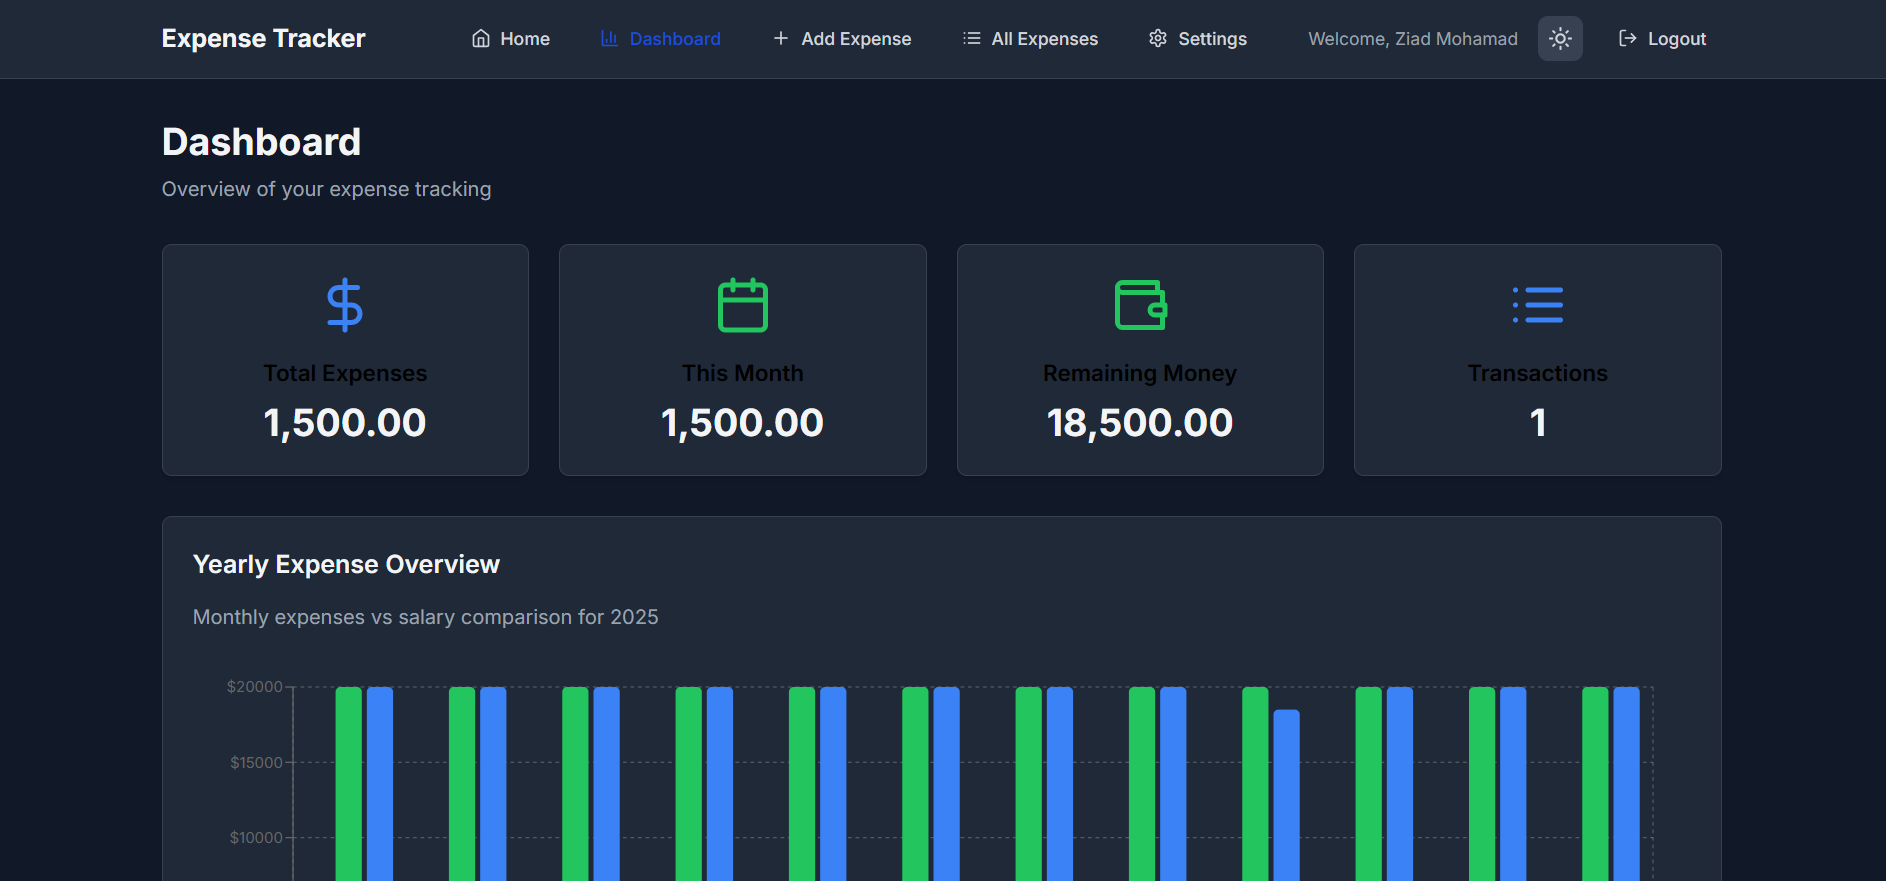 Expense Tracker
Home
Dashboard
Add Expense
All Expenses
Settings
Welcome, Ziad Mohamad
Logout
Dashboard
Overview of your expense tracking
Total Expenses
1,500.00
This Month
1,500.00
Remaining Money
18,500.00
Transactions
1
Yearly Expense Overview
Monthly expenses vs salary comparison for 2025
$20000
$15000
$10000